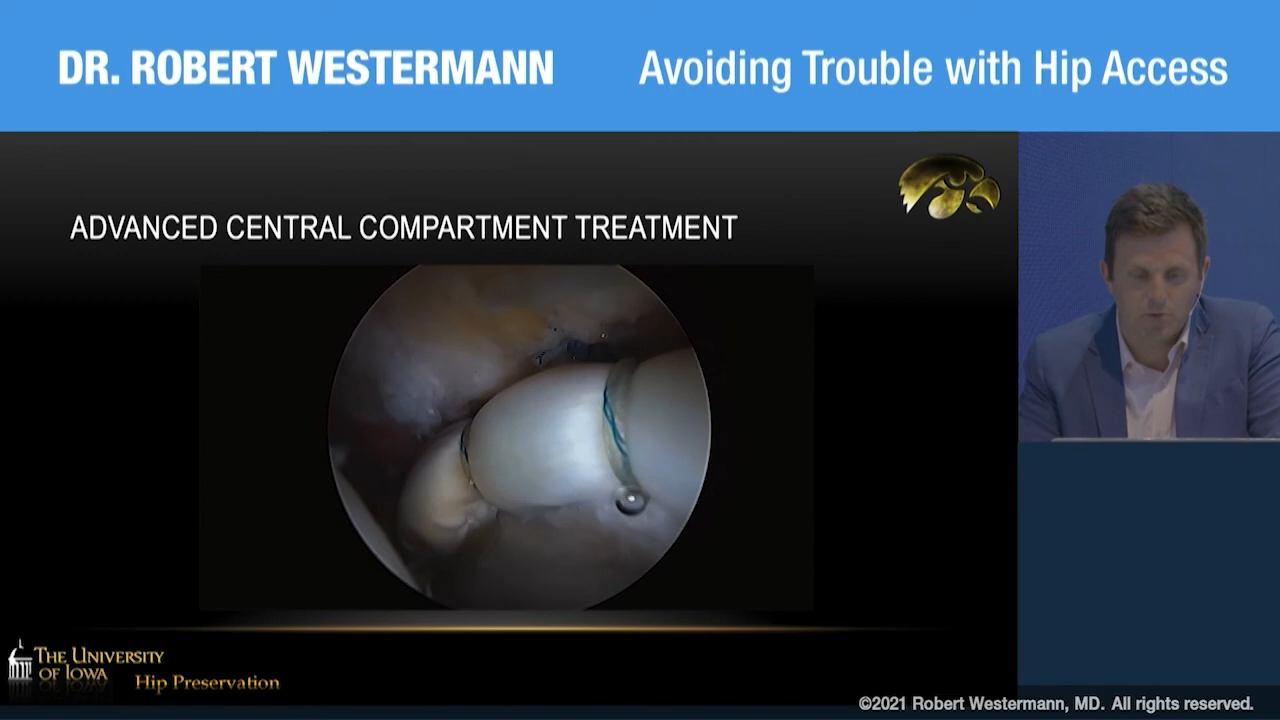 DR. ROBERT WESTERMANN
Avoiding Trouble with Hip Access
ADVANCED CENTRAL COMPARTMENT TREATMENT
THE UNIVERSITY
OF IOWA
Hip Preservation
©2021 Robert Westermann, MD. All rights reserved.